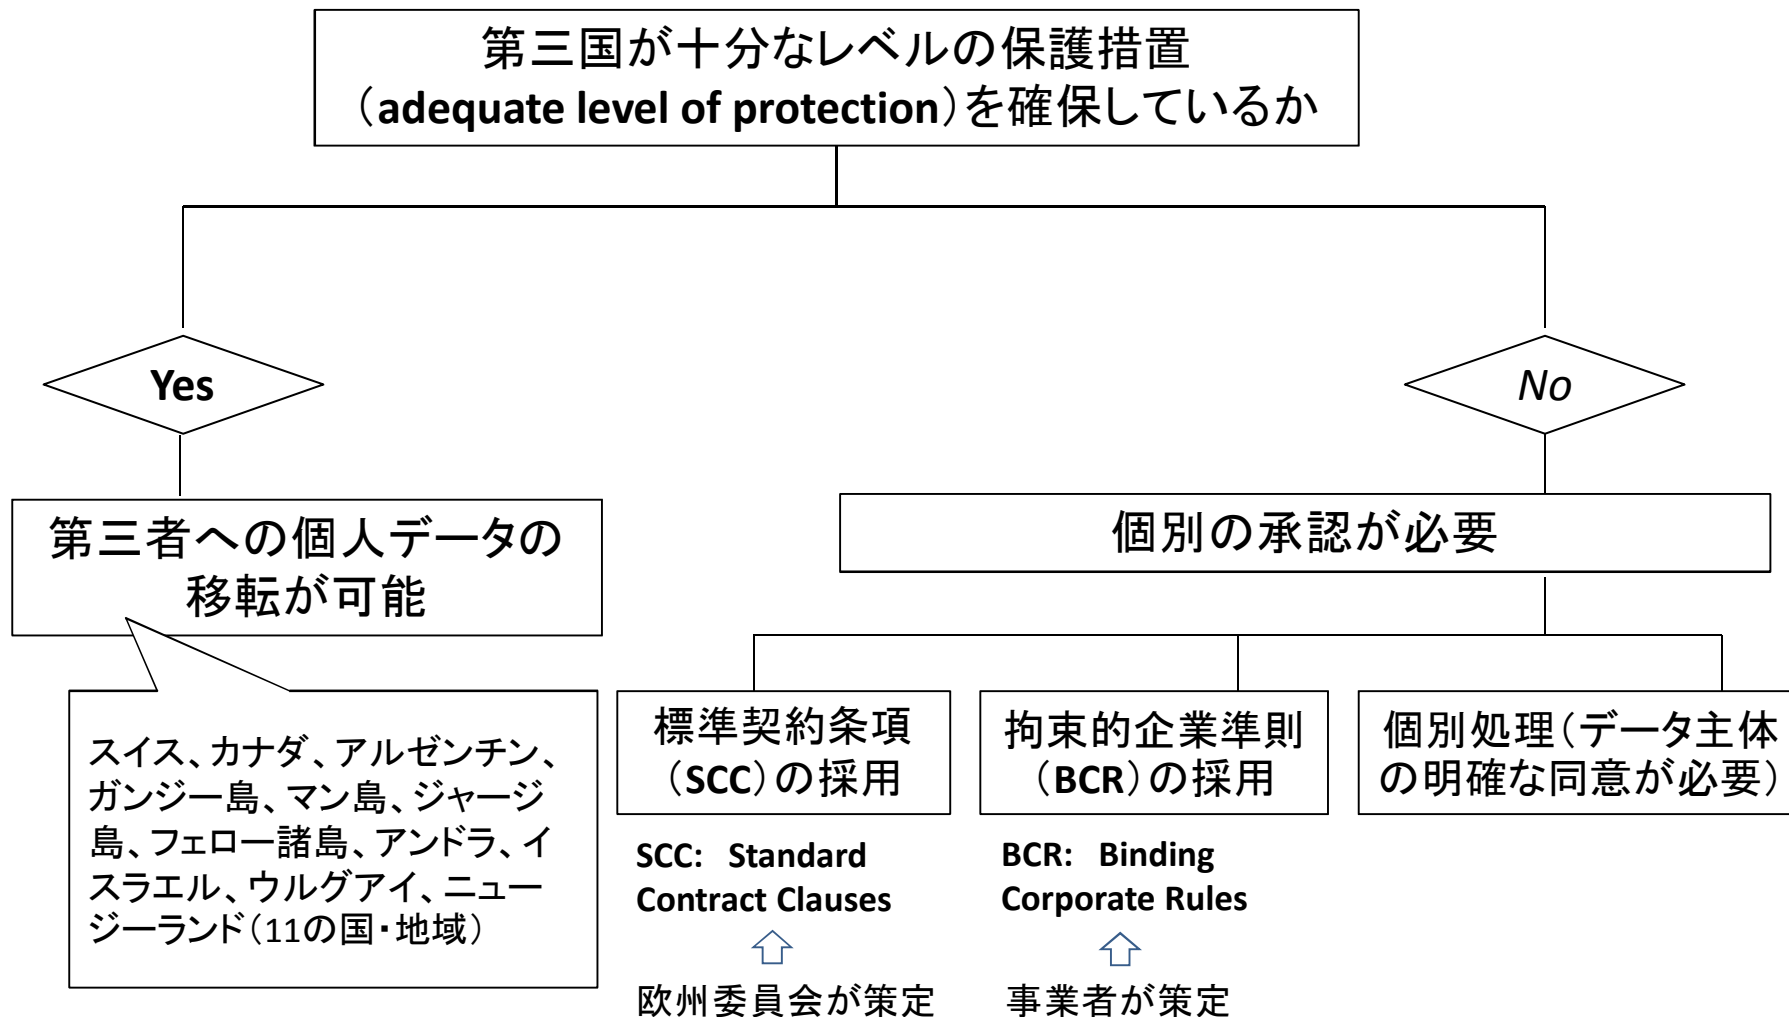 第三国が十分なレベルの保護措置
（adequate level of protection）を確保しているか
Yes
No
第三者への個人データの
移転が可能
個別の承認が必要
スイス、カナダ、アルゼンチン、
ガンジー島、マン島、ジャージ
島、フェロー諸島、アンドラ、イ
スラエル、ウルグアイ、ニュー
ジーランド（11の国・地域）
標準契約条項
（SCC）の採用
拘束的企業準則
（BCR）の採用
個別処理（データ主体
の明確な同意が必要）
SCC: Standard
Contract Clauses
BCR: Binding
Corporate Rules
欧州委員会が策定
事業者が策定